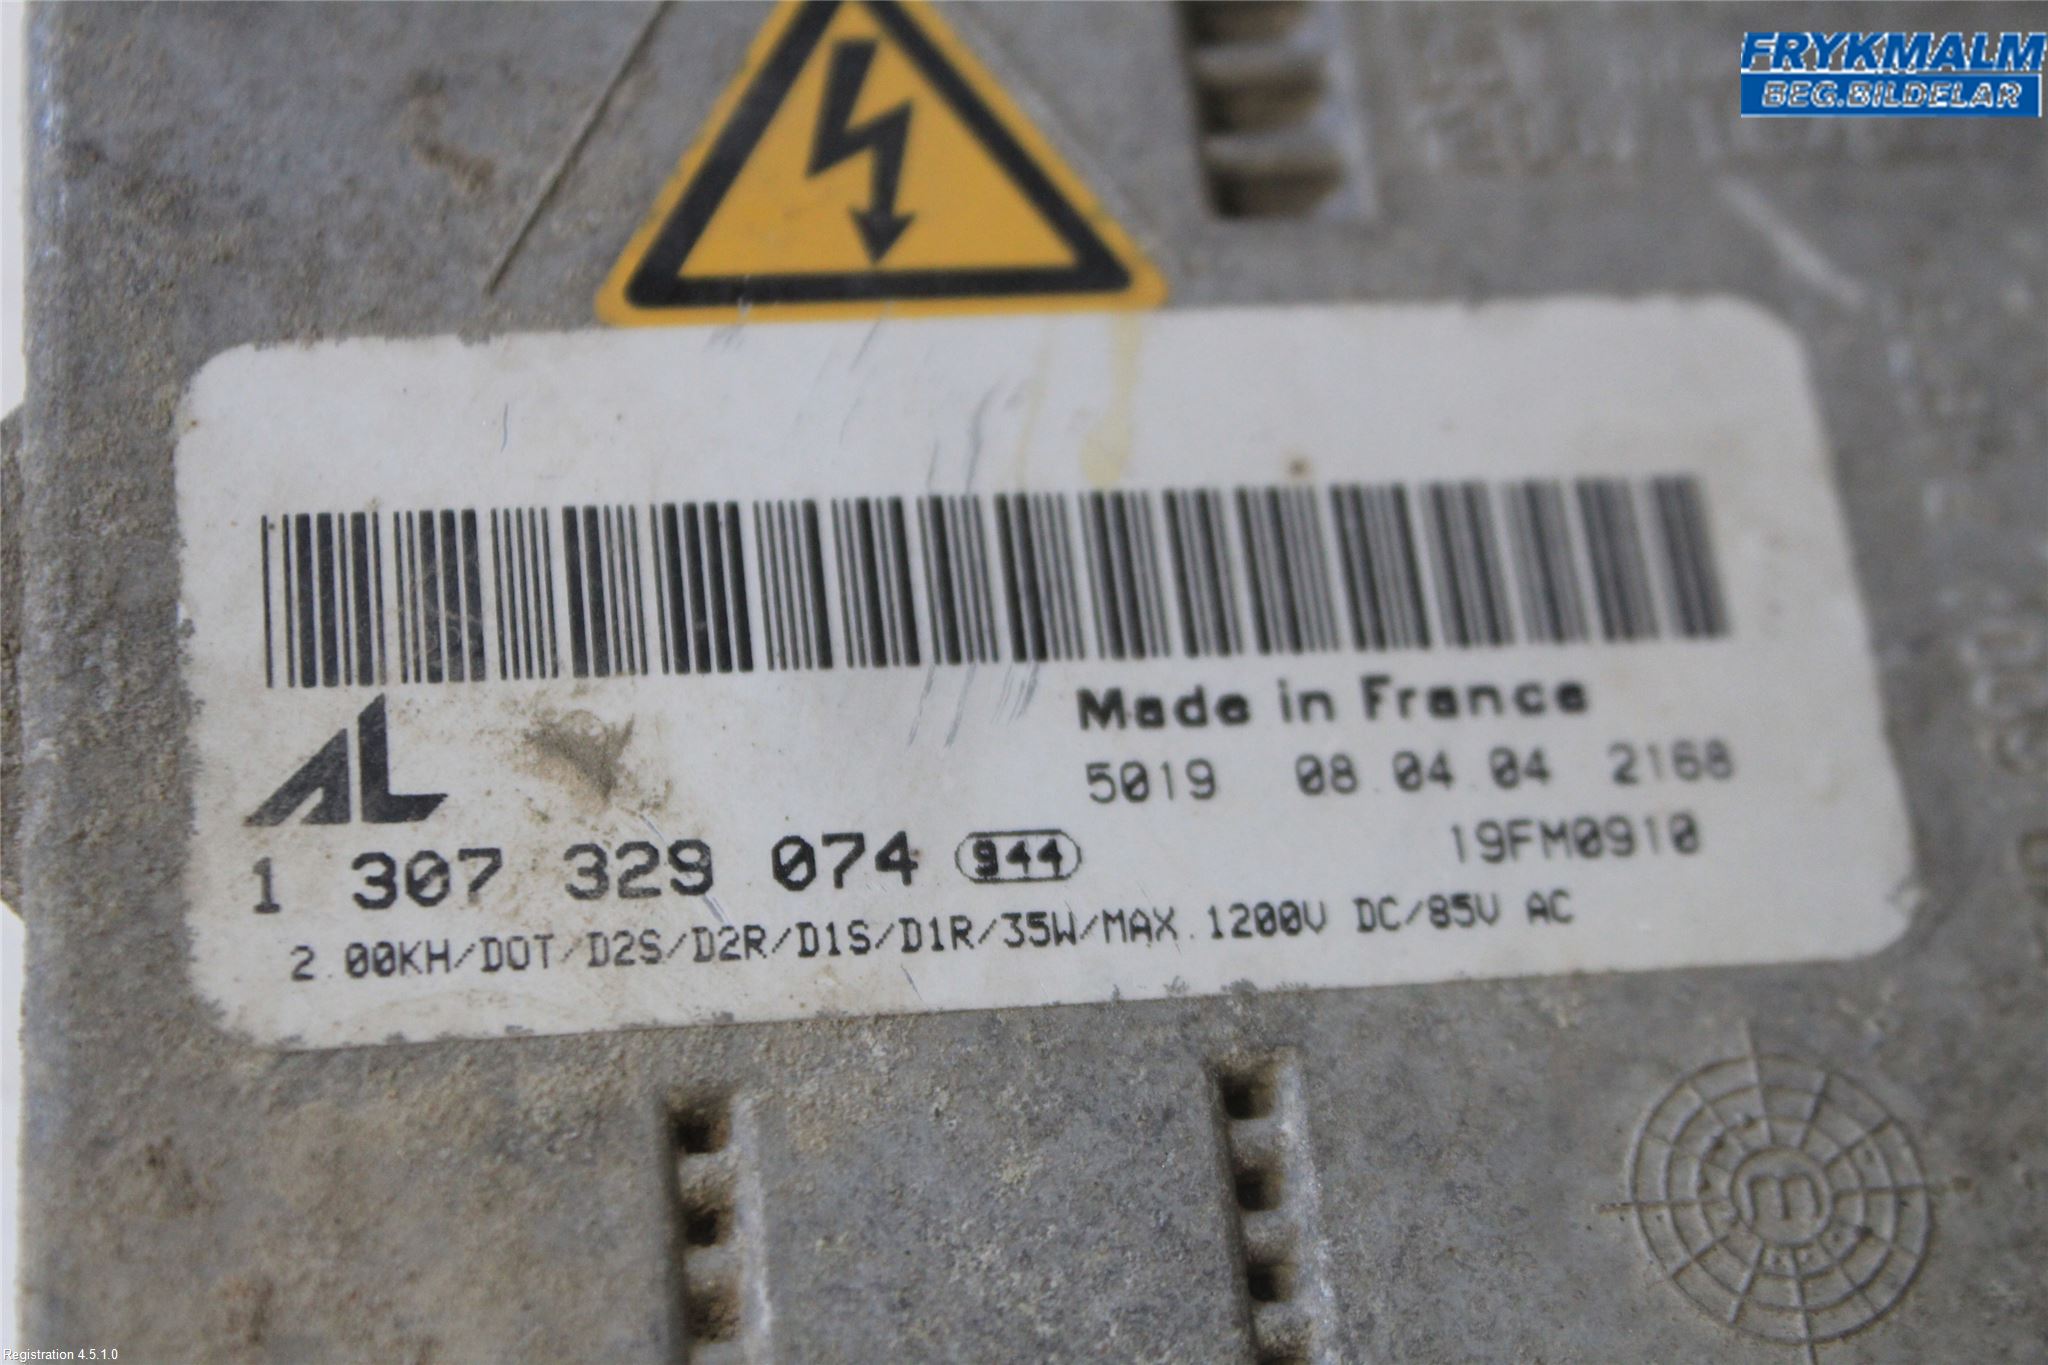 FRYKMALM
BEG.BILDELAR
Made in France
5019 08.04.04 2168
AL
1 307 329 074 944
19FM0910
2.00KH/DOT/D2S/D2R/D1S/D1R/35W/MAX.1200V DC/85V AC
m
Registration 4.5.1.0